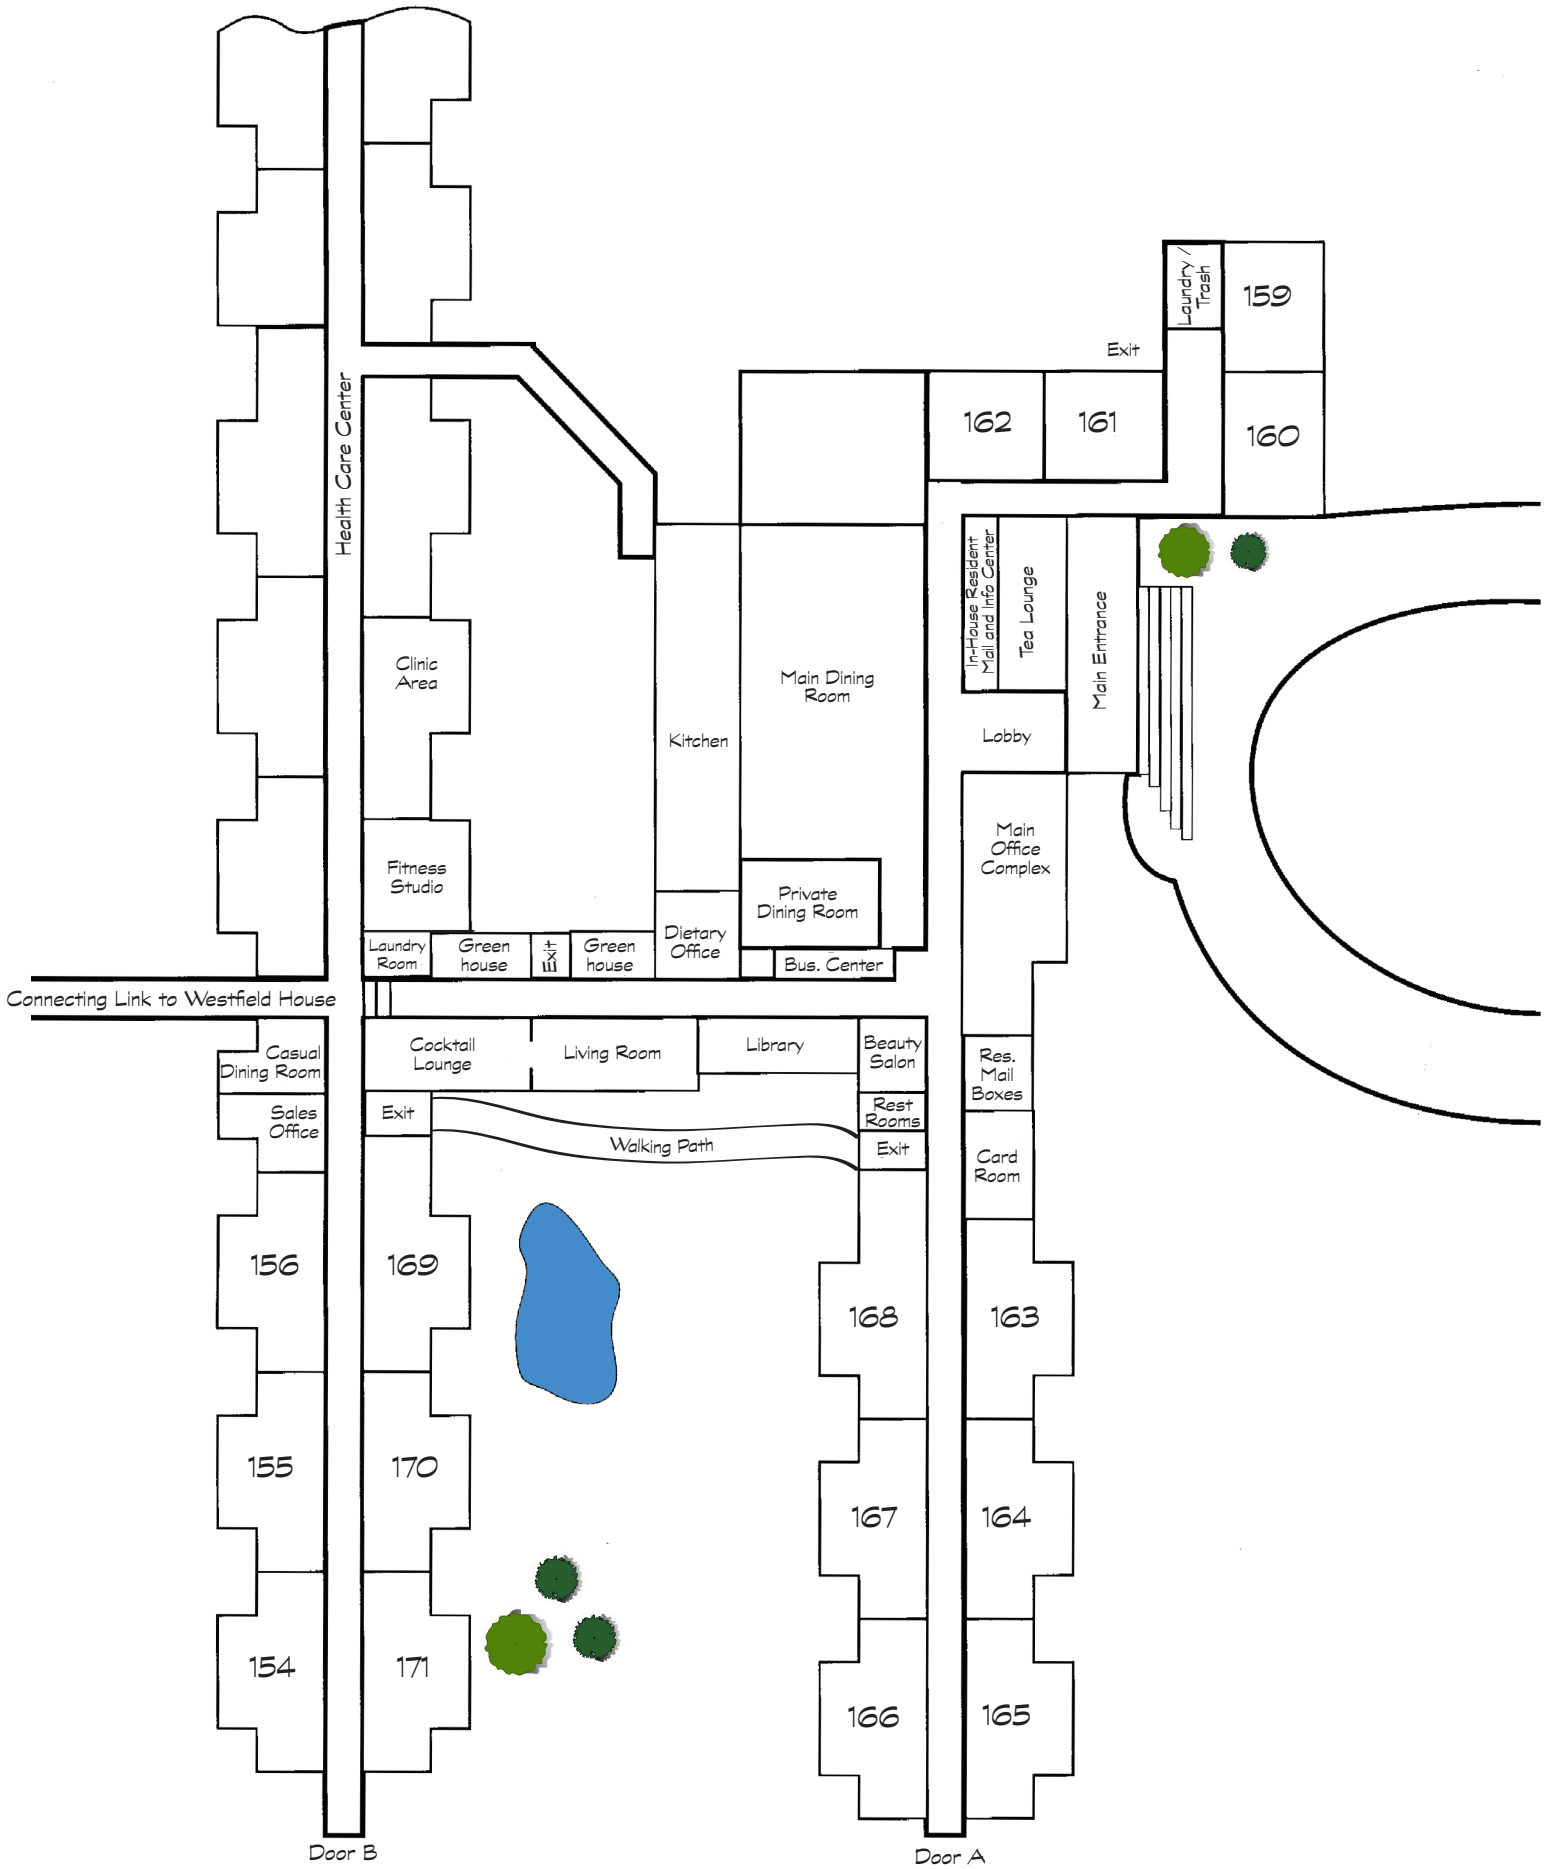 Laundry /
Trash
159
Exit
162
161
160
Health Care Center
In-House Resident
Mail and Info Center
Tea Lounge
Main Entrance
Clinic
Area
Main Dining
Room
Kitchen
Lobby
Main
Office
Complex
Fitness
Studio
Private
Dining Room
Laundry
Room
Green
house
Exit
Green
house
Dietary
Office
Bus. Center
Connecting Link to Westfield House
Casual
Dining Room
Cocktail
Lounge
Living Room
Library
Beauty
Salon
Res.
Mail
Boxes
Sales
Office
Exit
Rest
Rooms
Walking Path
Exit
Card
Room
156
169
168
163
155
170
167
164
154
171
166
165
Door B
Door A